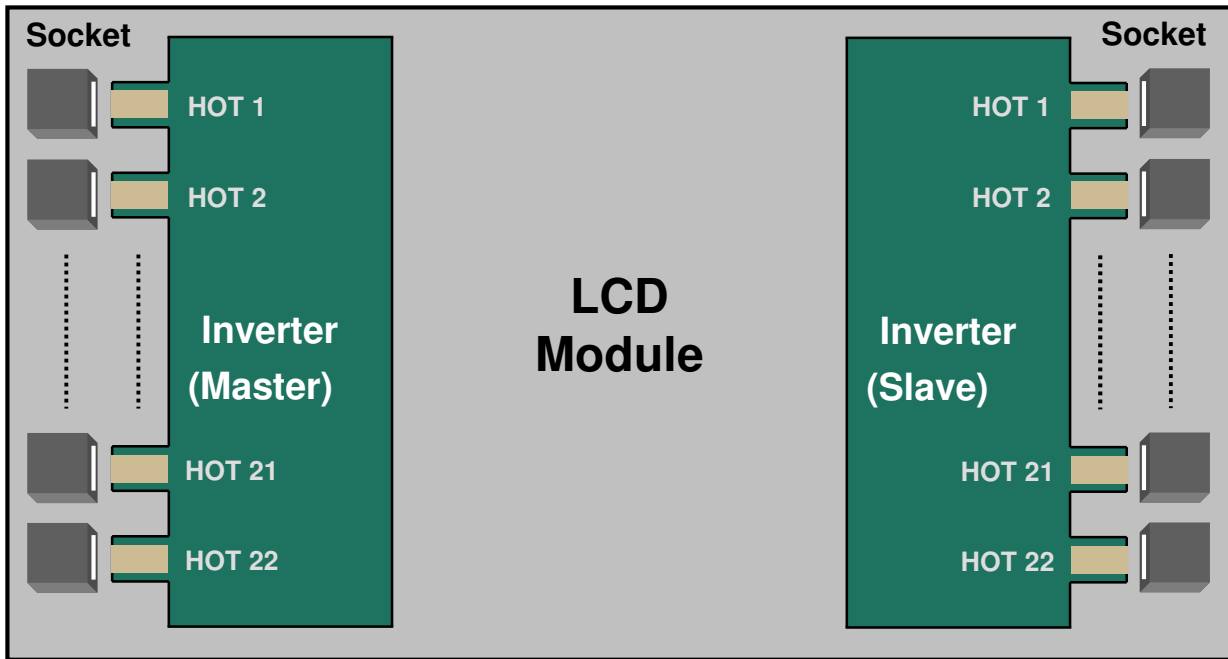 Socket
Socket
HOT 1
HOT 1
HOT 2
HOT 2
LCD
Module
Inverter
(Master)
Inverter
(Slave)
HOT 21
HOT 21
HOT 22
HOT 22